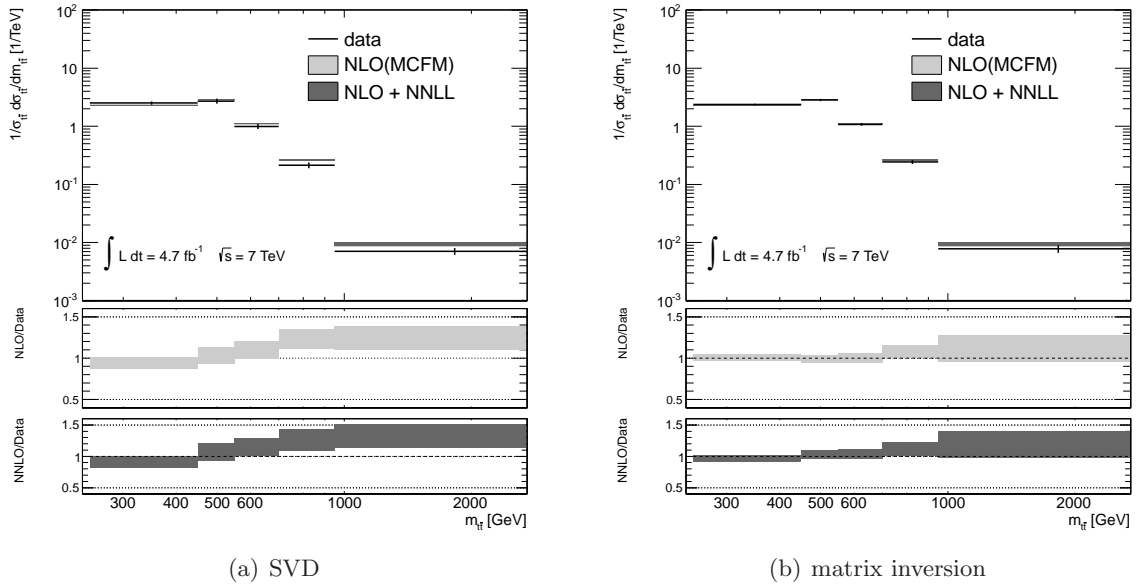 1/σ_tt̄ dσ_tt̄/dm_tt̄ [1/TeV]
10²
10
1
10⁻¹
10⁻²
10⁻³
data
NLO(MCFM)
NLO + NNLL
∫ L dt = 4.7 fb⁻¹ √s = 7 TeV
NLO/Data
1.5
1
0.5
NNLO/Data
1.5
1
0.5
300 400 500 600 1000 2000
m_tt̄ [GeV]
(a) SVD
1/σ_tt̄ dσ_tt̄/dm_tt̄ [1/TeV]
10²
10
1
10⁻¹
10⁻²
10⁻³
data
NLO(MCFM)
NLO + NNLL
∫ L dt = 4.7 fb⁻¹ √s = 7 TeV
NLO/Data
1.5
1
0.5
NNLO/Data
1.5
1
0.5
300 400 500 600 1000 2000
m_tt̄ [GeV]
(b) matrix inversion